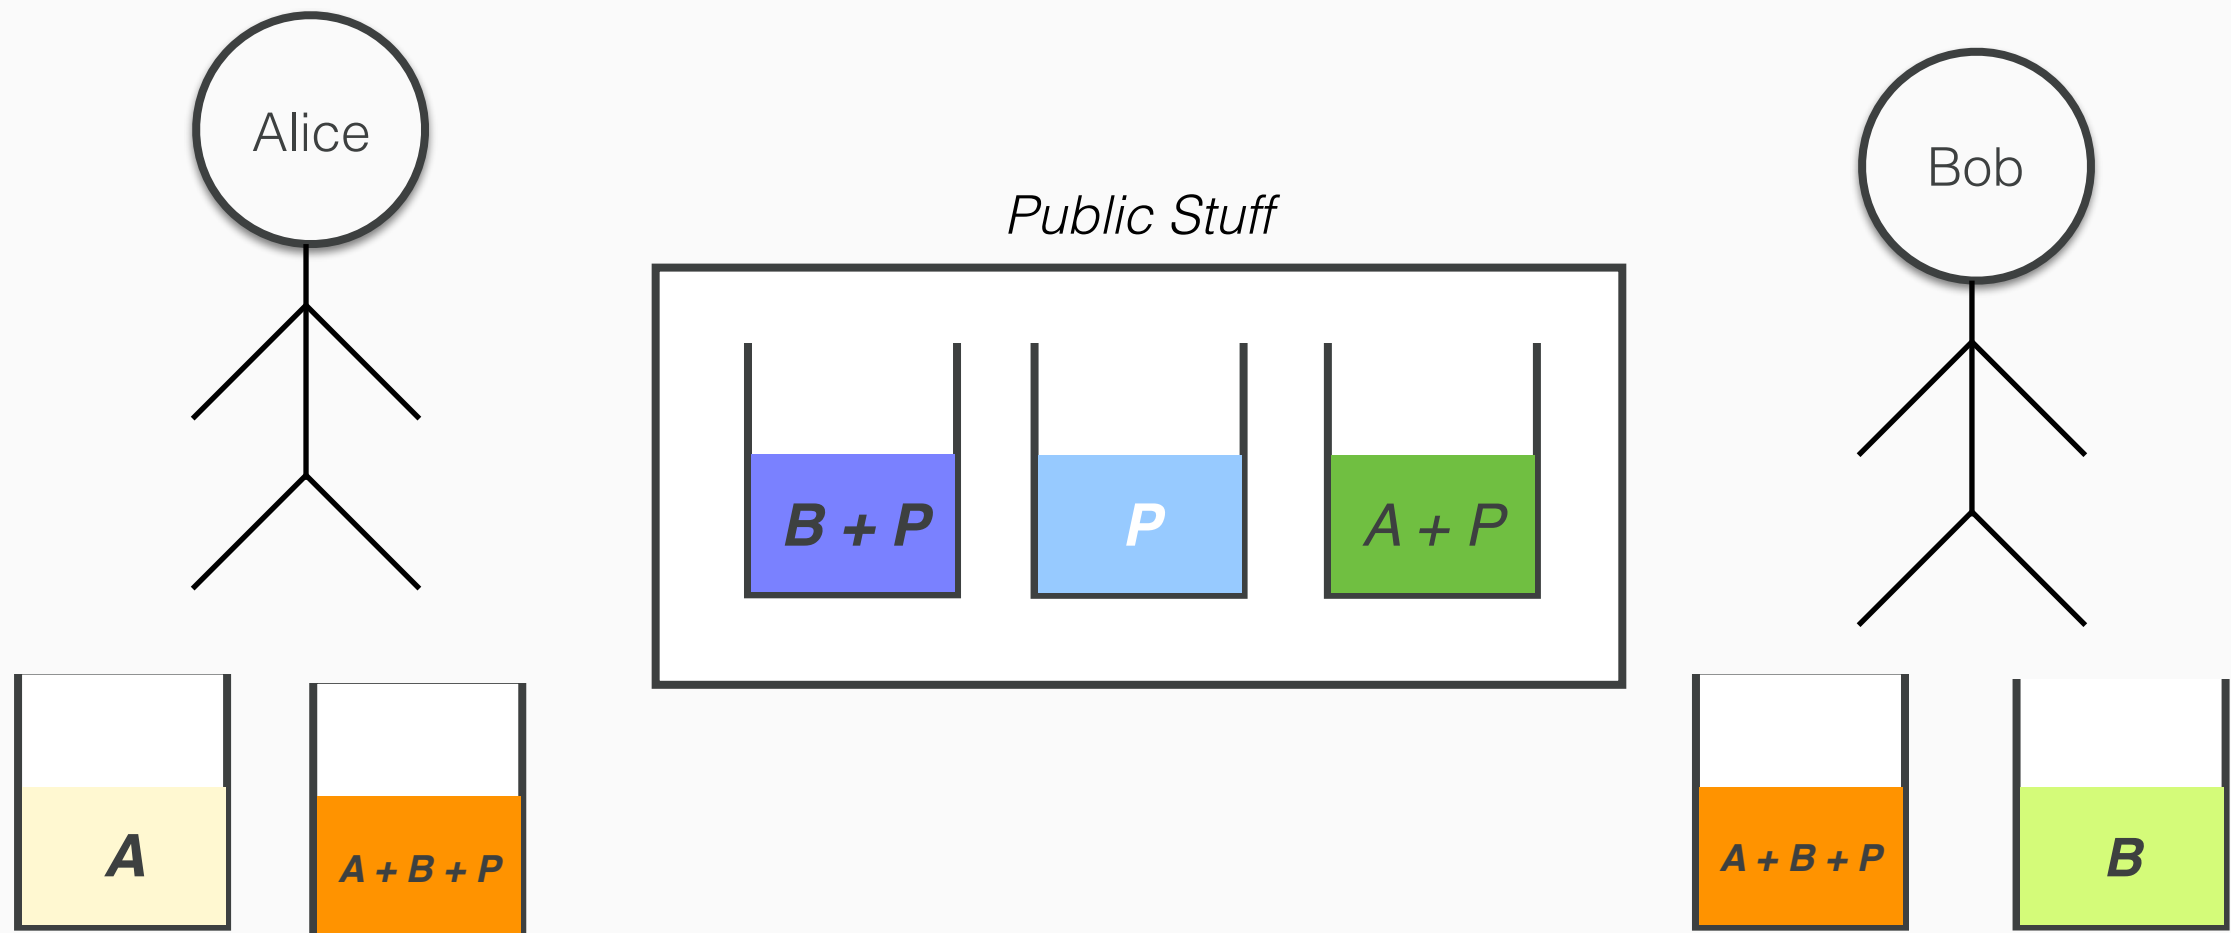 Alice
Bob
Public Stuff
B + P
P
A + P
A
A + B + P
A + B + P
B